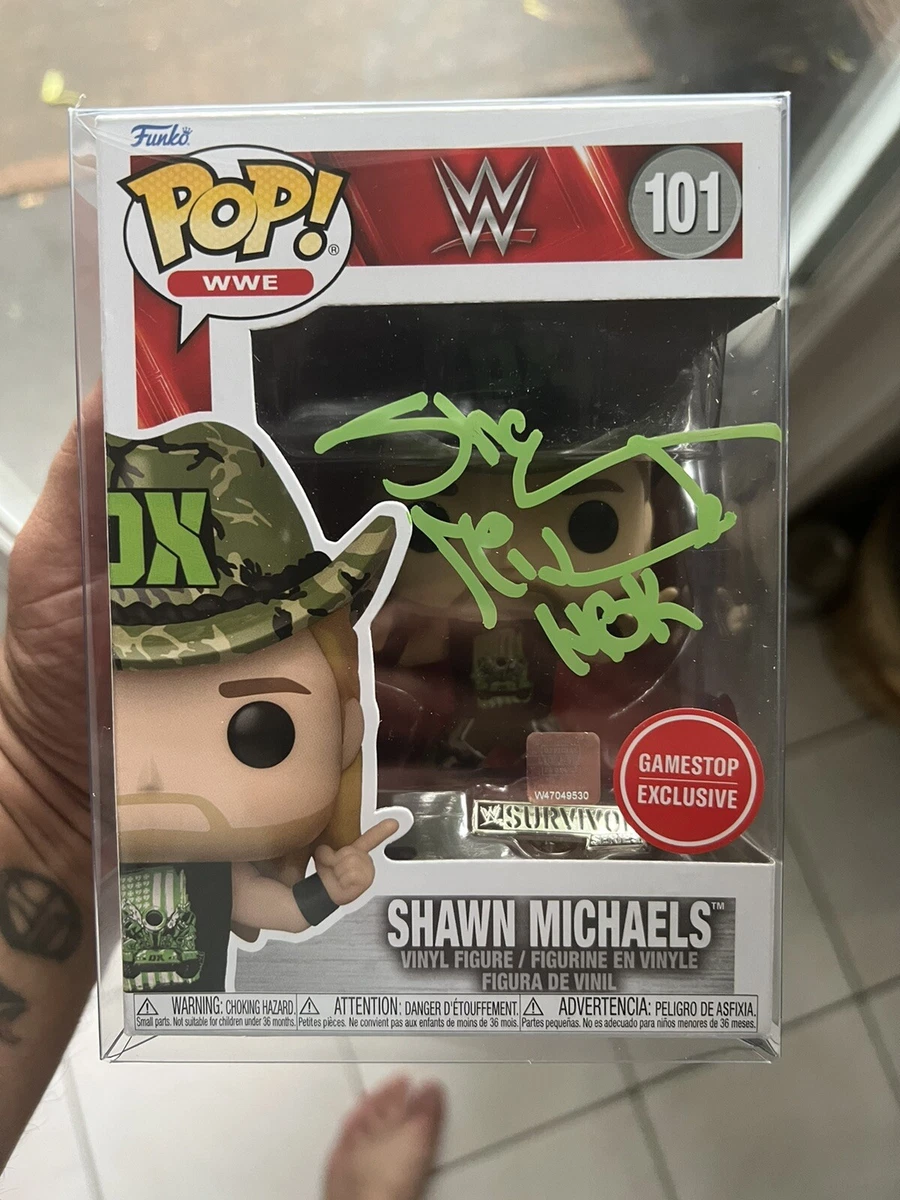 Funko
POP!®
WWE
W
101
DX
HBK
W47049530
SURVIVO
GAMESTOP
EXCLUSIVE
DX
SHAWN MICHAELS™
VINYL FIGURE / FIGURINE EN VINYLE
FIGURA DE VINIL
WARNING: CHOKING HAZARD.
Small parts. Not suitable for children under 36 months.
ATTENTION: DANGER D'ÉTOUFFEMENT.
Petites pièces. Ne convient pas aux enfants de moins de 36 mois.
ADVERTENCIA: PELIGRO DE ASFIXIA.
Partes pequeñas. No es adecuado para niños menores de 36 meses.